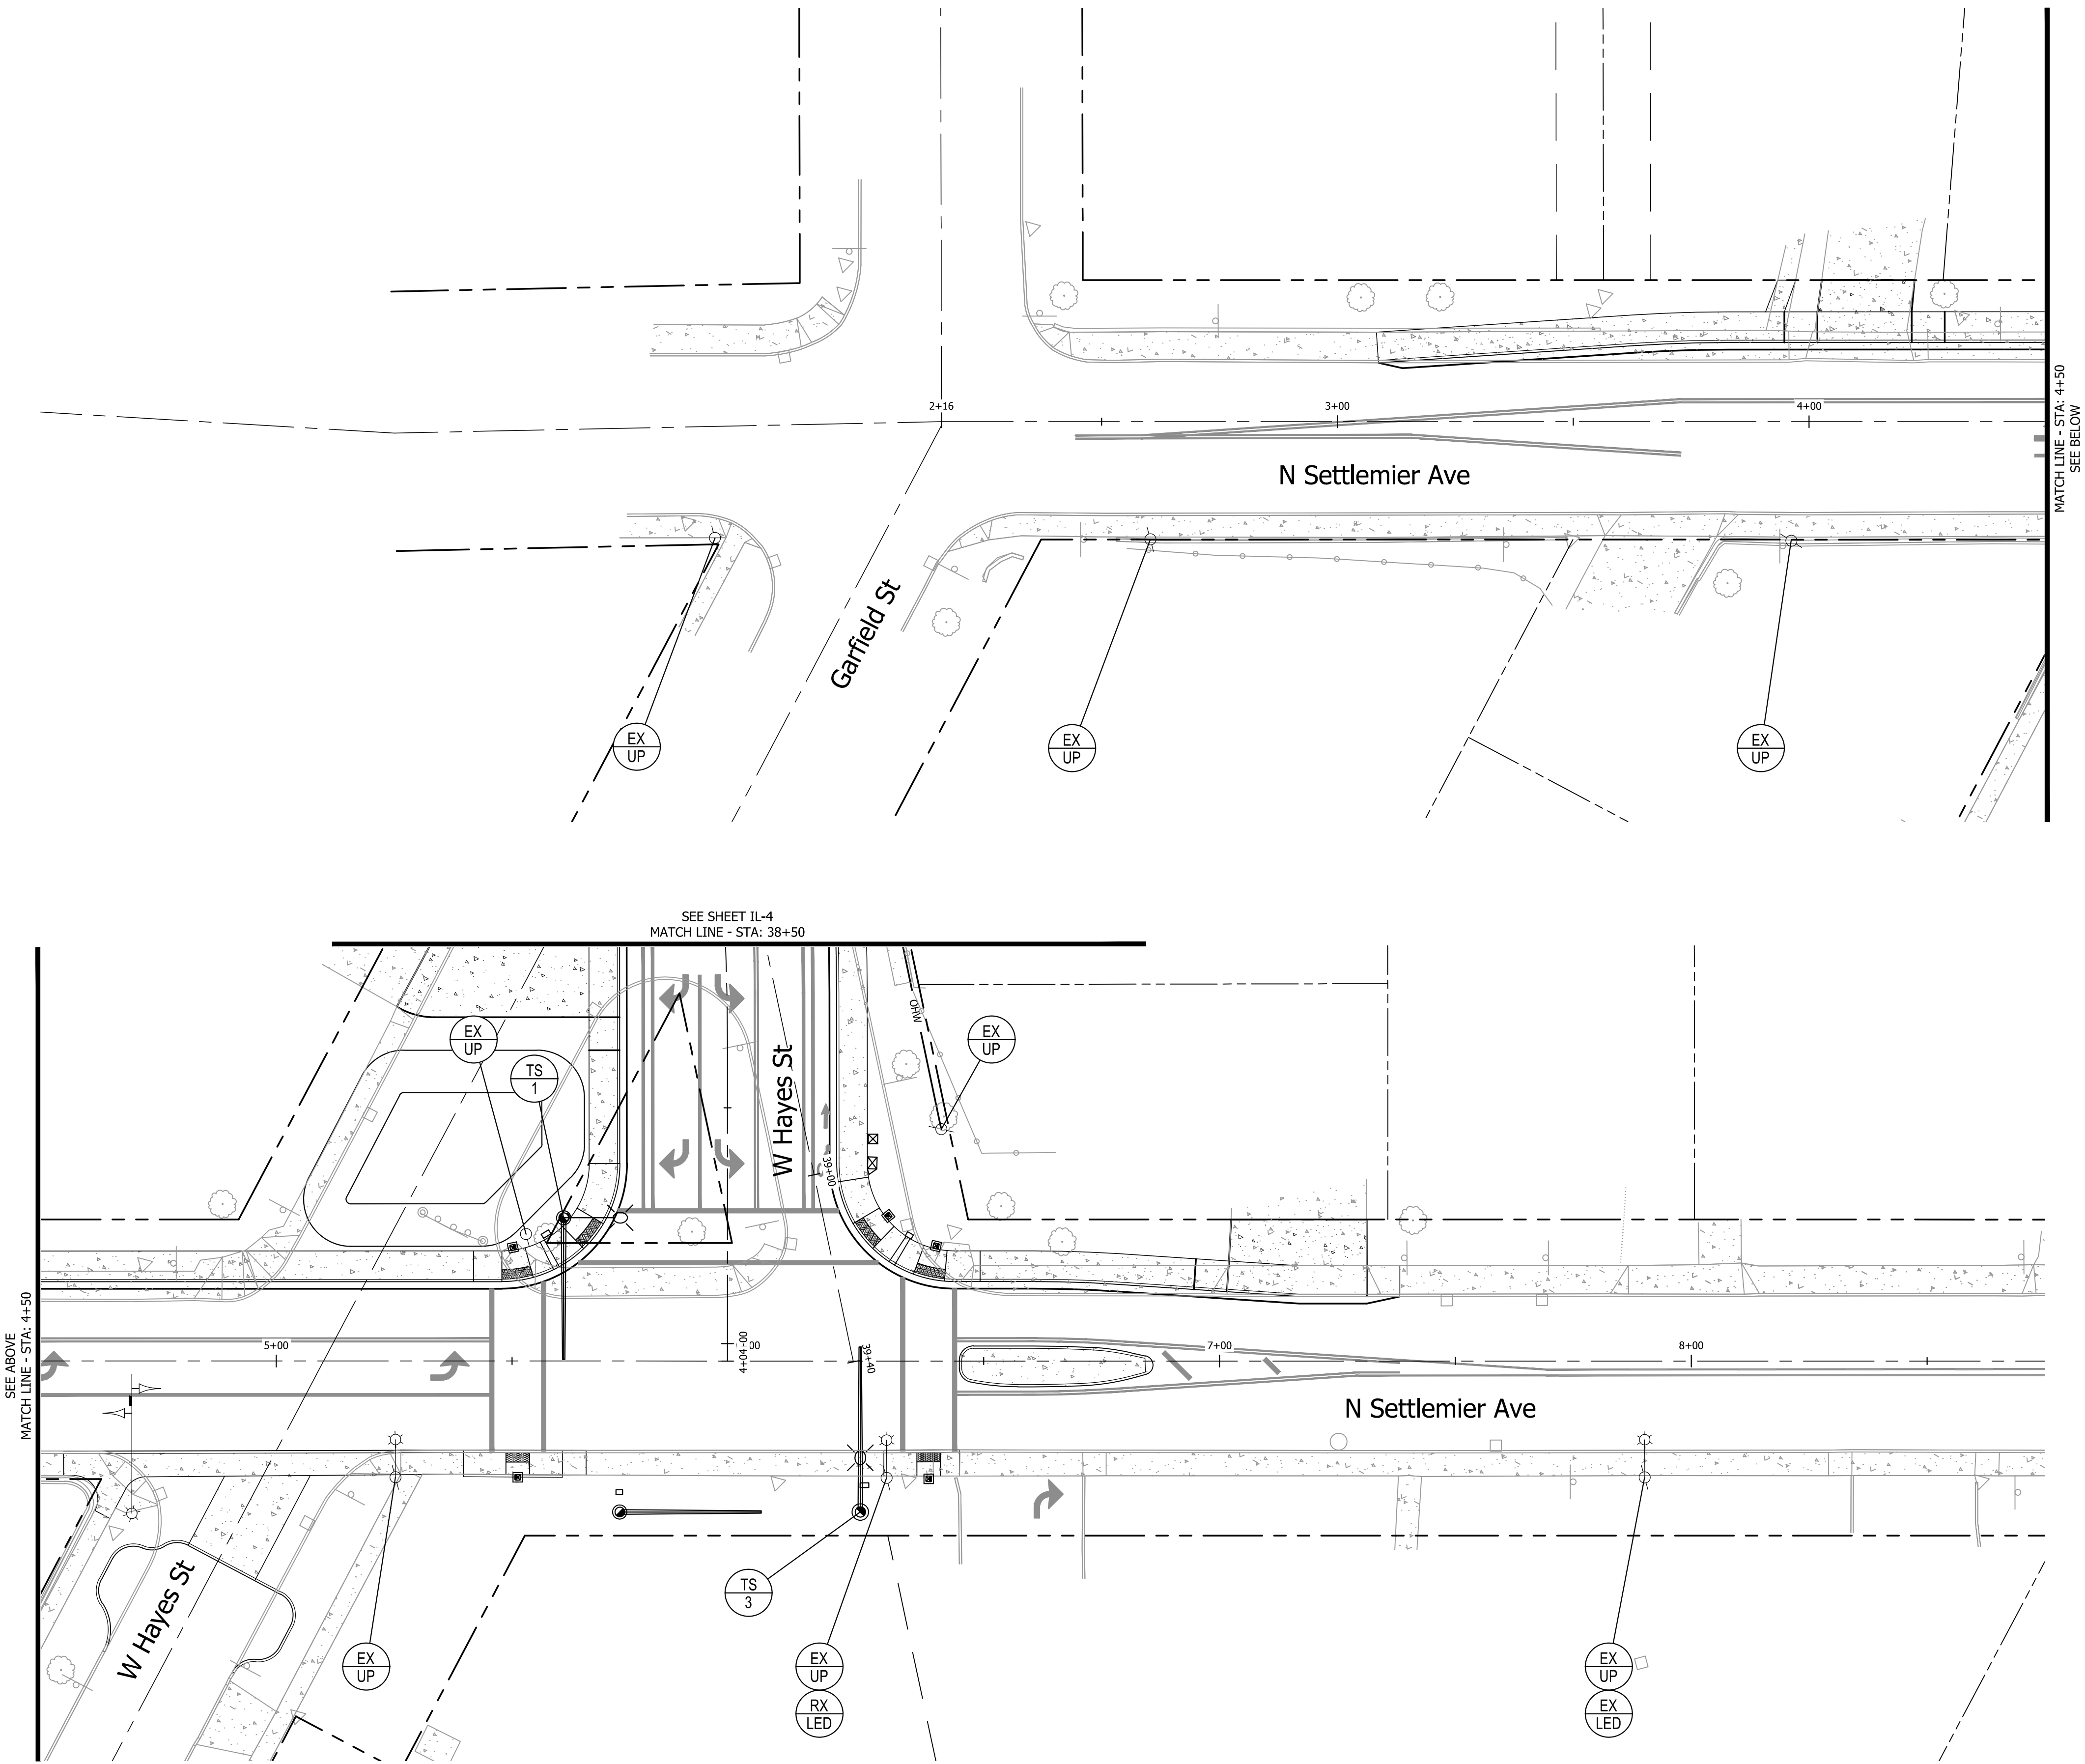 2+16
3+00
4+00
MATCH LINE - STA: 4+50
SEE BELOW
N Settlemier Ave
Garfield St
EX
UP
EX
UP
EX
UP
SEE SHEET IL-4
MATCH LINE - STA: 38+50
OHW
EX
UP
TS
1
EX
UP
W Hayes St
39+00
SEE ABOVE
MATCH LINE - STA: 4+50
5+00
4+04+00
00
39+40
7+00
8+00
N Settlemier Ave
W Hayes St
TS
3
EX
UP
EX
UP
RX
LED
EX
UP
EX
LED